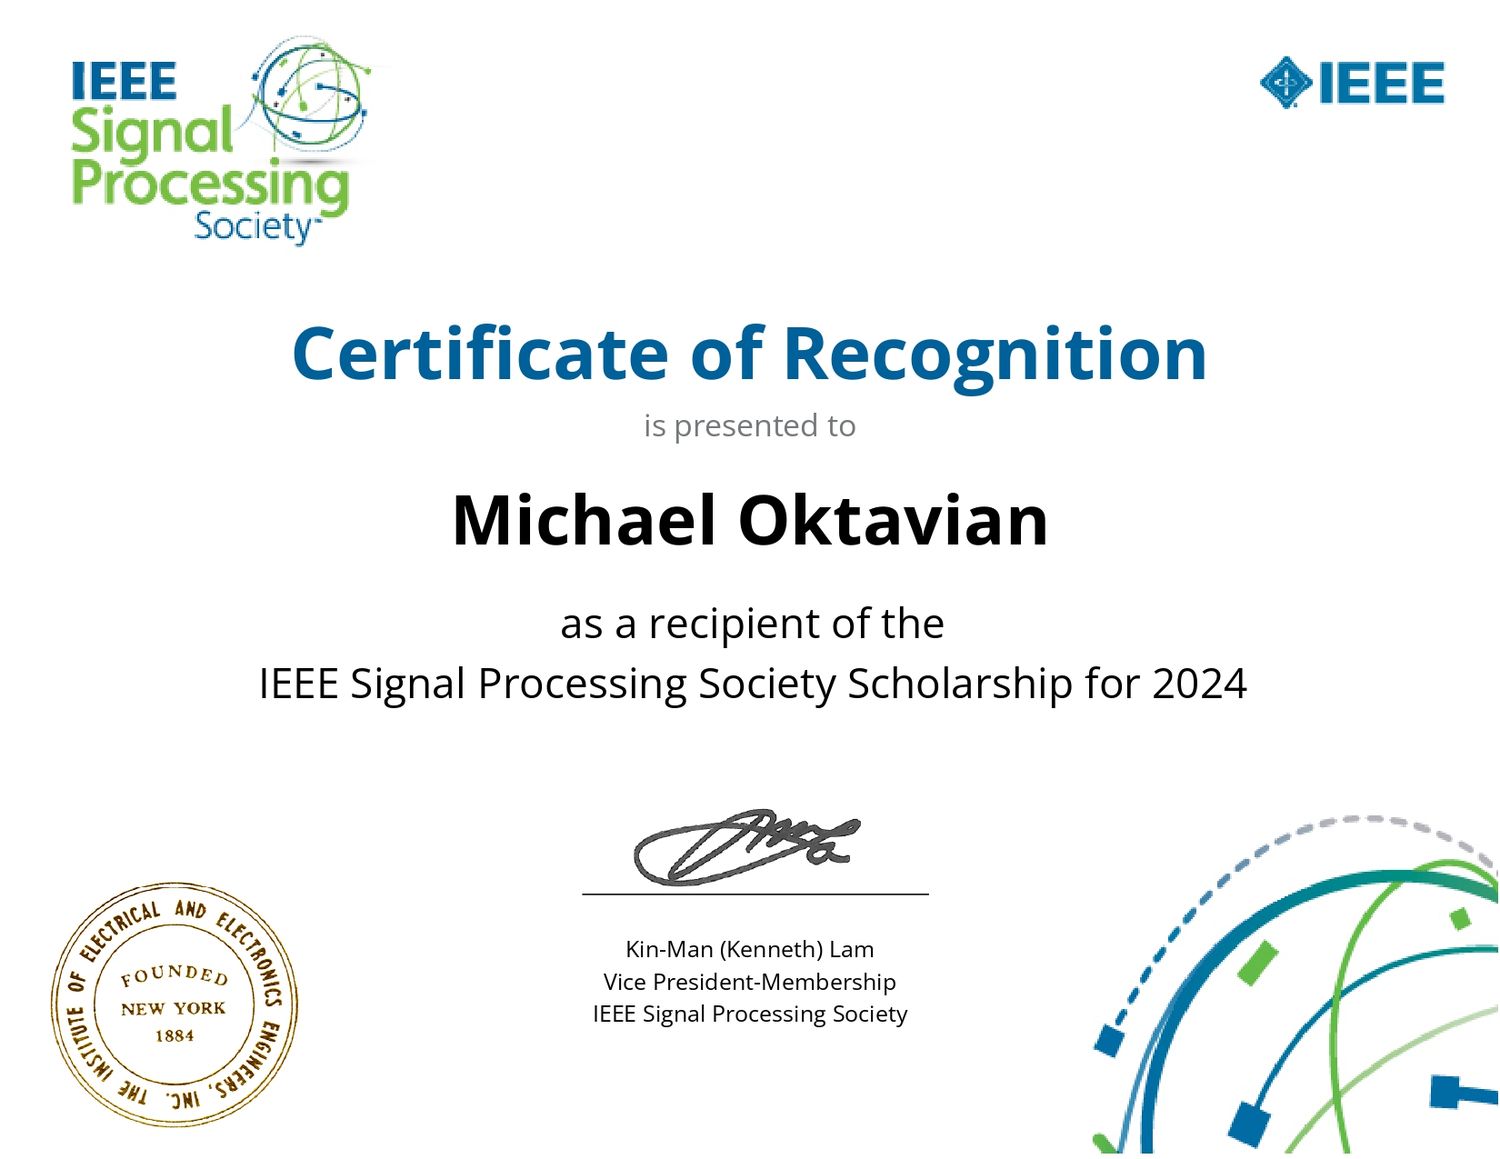 IEEE
Signal
Processing
Society™
IEEE
Certificate of Recognition
is presented to
Michael Oktavian
as a recipient of the
IEEE Signal Processing Society Scholarship for 2024
Kin-Man (Kenneth) Lam
Vice President-Membership
IEEE Signal Processing Society
THE INSTITUTE OF ELECTRICAL AND ELECTRONICS ENGINEERS, INC.
FOUNDED
NEW YORK
1884